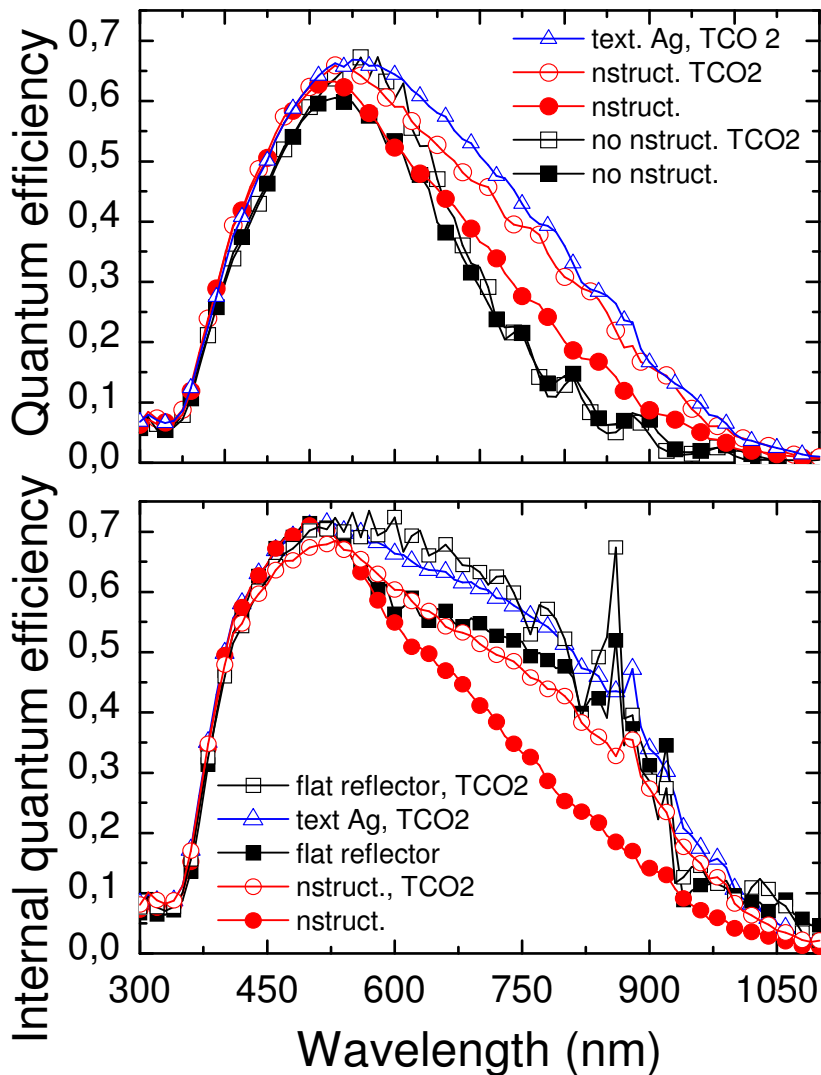 Quantum efficiency
0,7
0,6
0,5
0,4
0,3
0,2
0,1
0,0
text. Ag, TCO 2
nstruct. TCO2
nstruct.
no nstruct. TCO2
no nstruct.
Internal quantum efficiency
0,7
0,6
0,5
0,4
0,3
0,2
0,1
0,0
flat reflector, TCO2
text Ag, TCO2
flat reflector
nstruct., TCO2
nstruct.
300 450 600 750 900 1050
Wavelength (nm)